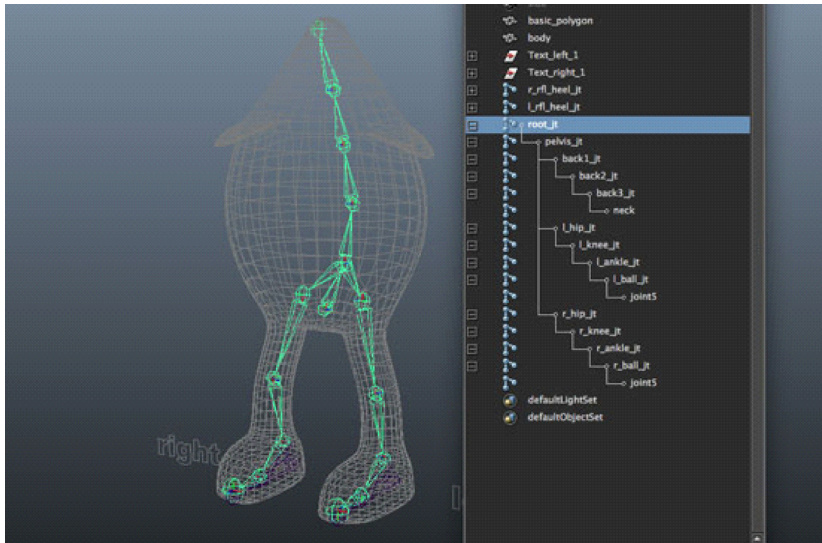 basic_polygon
body
Text_left_1
Text_right_1
r_rfl_heel_jt
l_rfl_heel_jt
root_jt
pelvis_jt
back1_jt
back2_jt
back3_jt
neck
l_hip_jt
l_knee_jt
l_ankle_jt
l_ball_jt
joint5
r_hip_jt
r_knee_jt
r_ankle_jt
r_ball_jt
joint5
defaultLightSet
defaultObjectSet
right